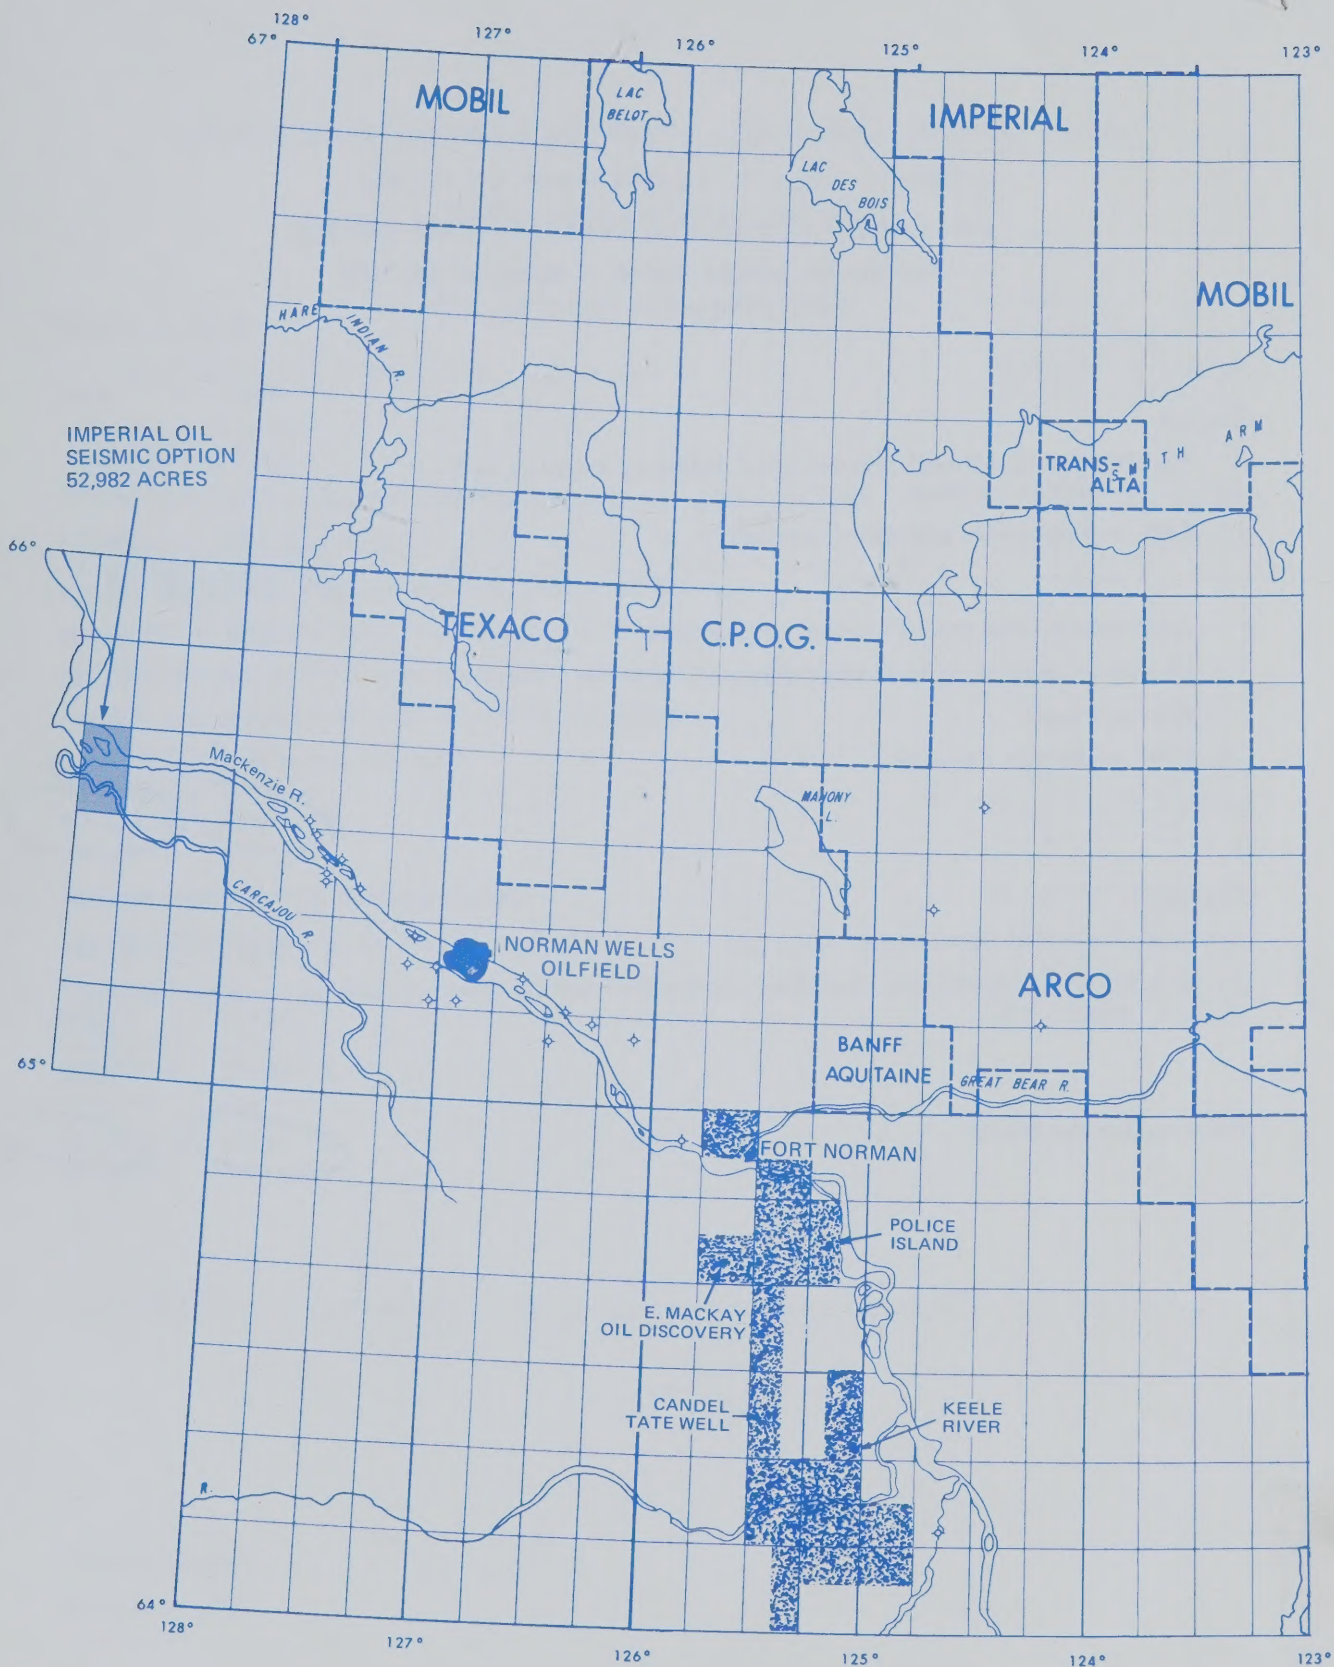 128°
67°
127°
126°
125°
124°
123°
MOBIL
LAC
BELOT
LAC
DES
BOIS
IMPERIAL
MOBIL
HARE INDIAN R.
IMPERIAL OIL
SEISMIC OPTION
52,982 ACRES
TRANS-
ALTA
SMITH ARM
66°
TEXACO
C.P.O.G.
Mackenzie R.
MAHONY
L.
CARCAJOU R.
NORMAN WELLS
OILFIELD
ARCO
BANFF
AQUITAINE
GREAT BEAR R.
65°
FORT NORMAN
POLICE
ISLAND
E. MACKAY
OIL DISCOVERY
CANDEL
TATE WELL
KEELE
RIVER
R.
64°
128°
127°
126°
125°
124°
123°